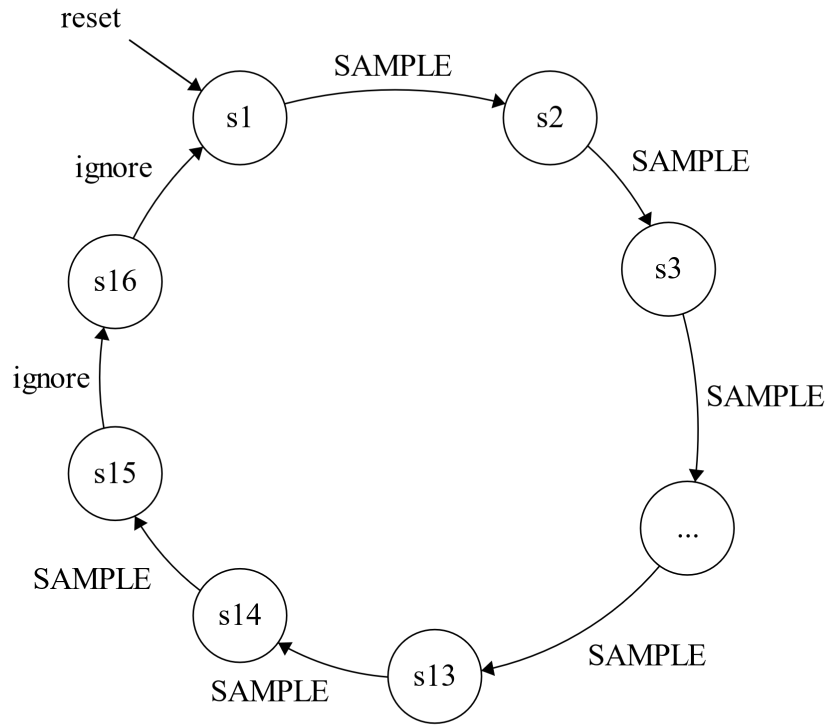 reset
SAMPLE
s1
s2
SAMPLE
ignore
s3
s16
ignore
SAMPLE
s15
...
SAMPLE
s14
SAMPLE
s13
SAMPLE